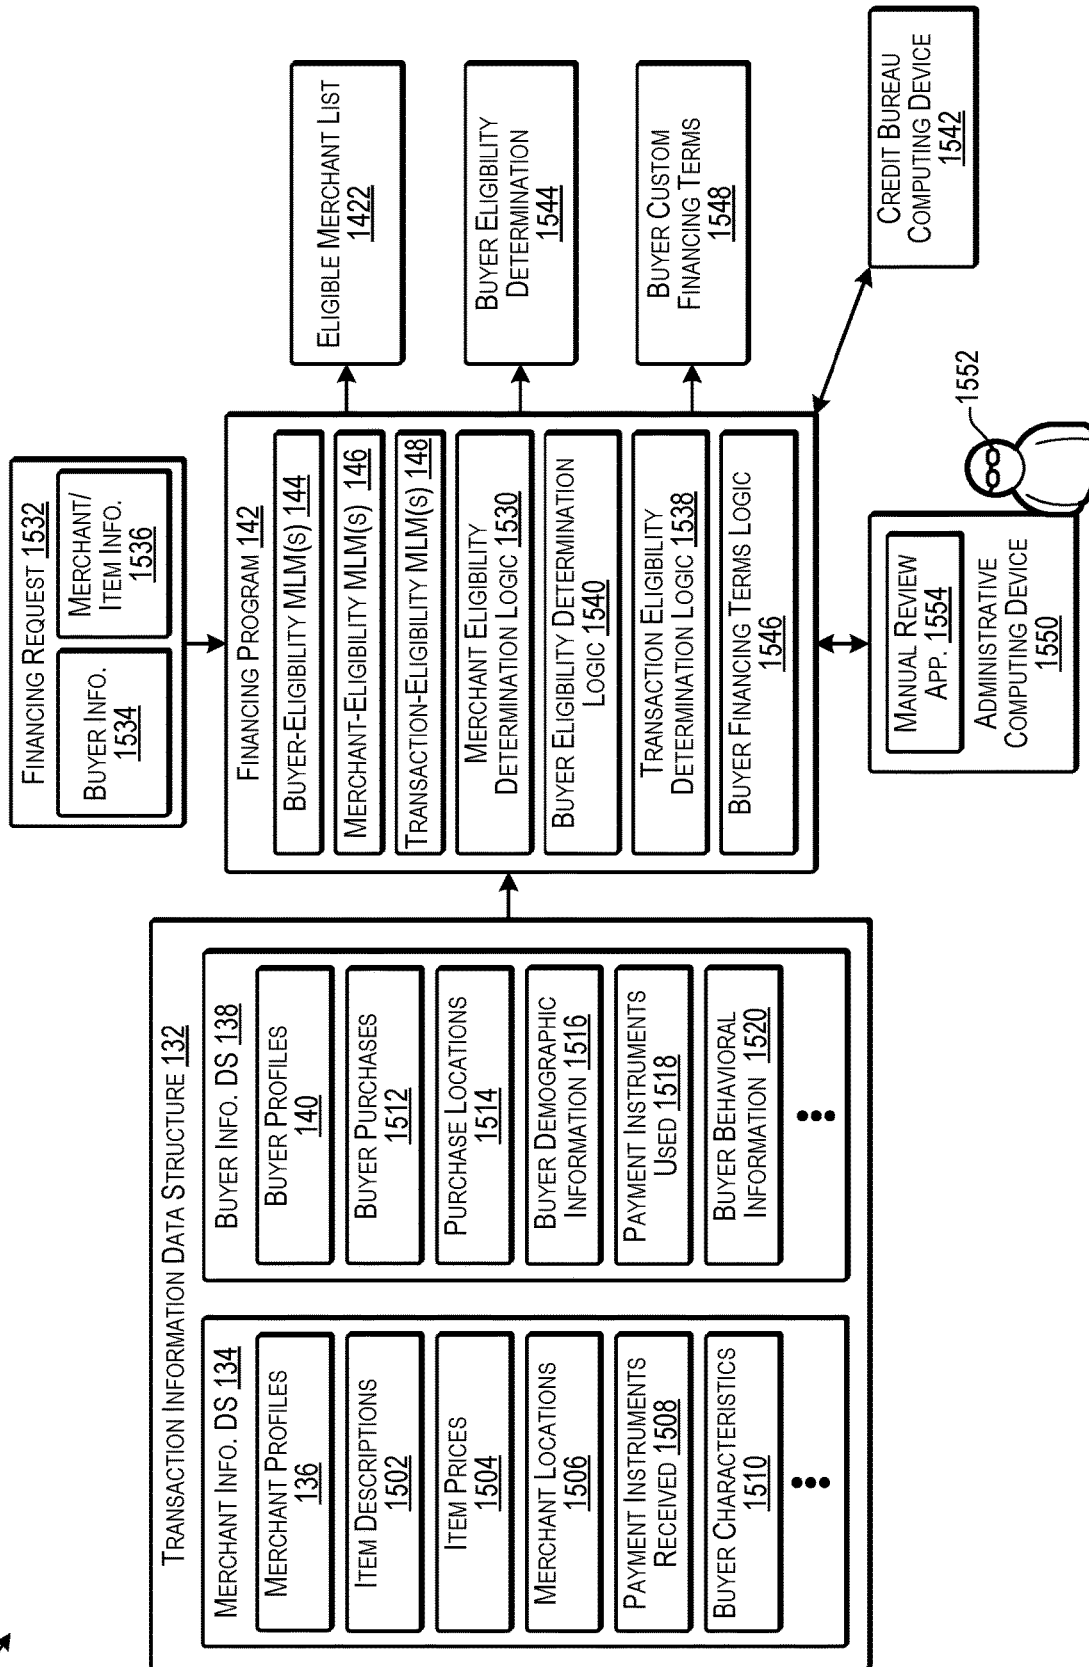 TRANSACTION INFORMATION DATA STRUCTURE 132
MERCHANT INFO. DS 134
MERCHANT PROFILES
136
ITEM DESCRIPTIONS
1502
ITEM PRICES
1504
MERCHANT LOCATIONS
1506
PAYMENT INSTRUMENTS
RECEIVED 1508
BUYER CHARACTERISTICS
1510
BUYER INFO. DS 138
BUYER PROFILES
140
BUYER PURCHASES
1512
PURCHASE LOCATIONS
1514
BUYER DEMOGRAPHIC
INFORMATION 1516
PAYMENT INSTRUMENTS
USED 1518
BUYER BEHAVIORAL
INFORMATION 1520
FINANCING REQUEST 1532
BUYER INFO.
1534
MERCHANT/
ITEM INFO.
1536
FINANCING PROGRAM 142
BUYER-ELIGIBILITY MLM(S) 144
MERCHANT-ELIGIBILITY MLM(S) 146
TRANSACTION-ELIGIBILITY MLM(S) 148
MERCHANT ELIGIBILITY
DETERMINATION LOGIC 1530
BUYER ELIGIBILITY DETERMINATION
LOGIC 1540
TRANSACTION ELIGIBILITY
DETERMINATION LOGIC 1538
BUYER FINANCING TERMS LOGIC
1546
ELIGIBLE MERCHANT LIST
1422
BUYER ELIGIBILITY
DETERMINATION
1544
BUYER CUSTOM
FINANCING TERMS
1548
MANUAL REVIEW
APP. 1554
ADMINISTRATIVE
COMPUTING DEVICE
1550
1552
CREDIT BUREAU
COMPUTING DEVICE
1542